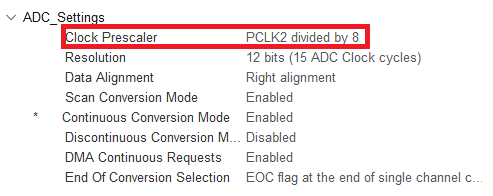 ADC_Settings
Clock Prescaler PCLK2 divided by 8
Resolution 12 bits (15 ADC Clock cycles)
Data Alignment Right alignment
Scan Conversion Mode Enabled
* Continuous Conversion Mode Enabled
Discontinuous Conversion M... Disabled
DMA Continuous Requests Enabled
End Of Conversion Selection EOC flag at the end of single channel c...